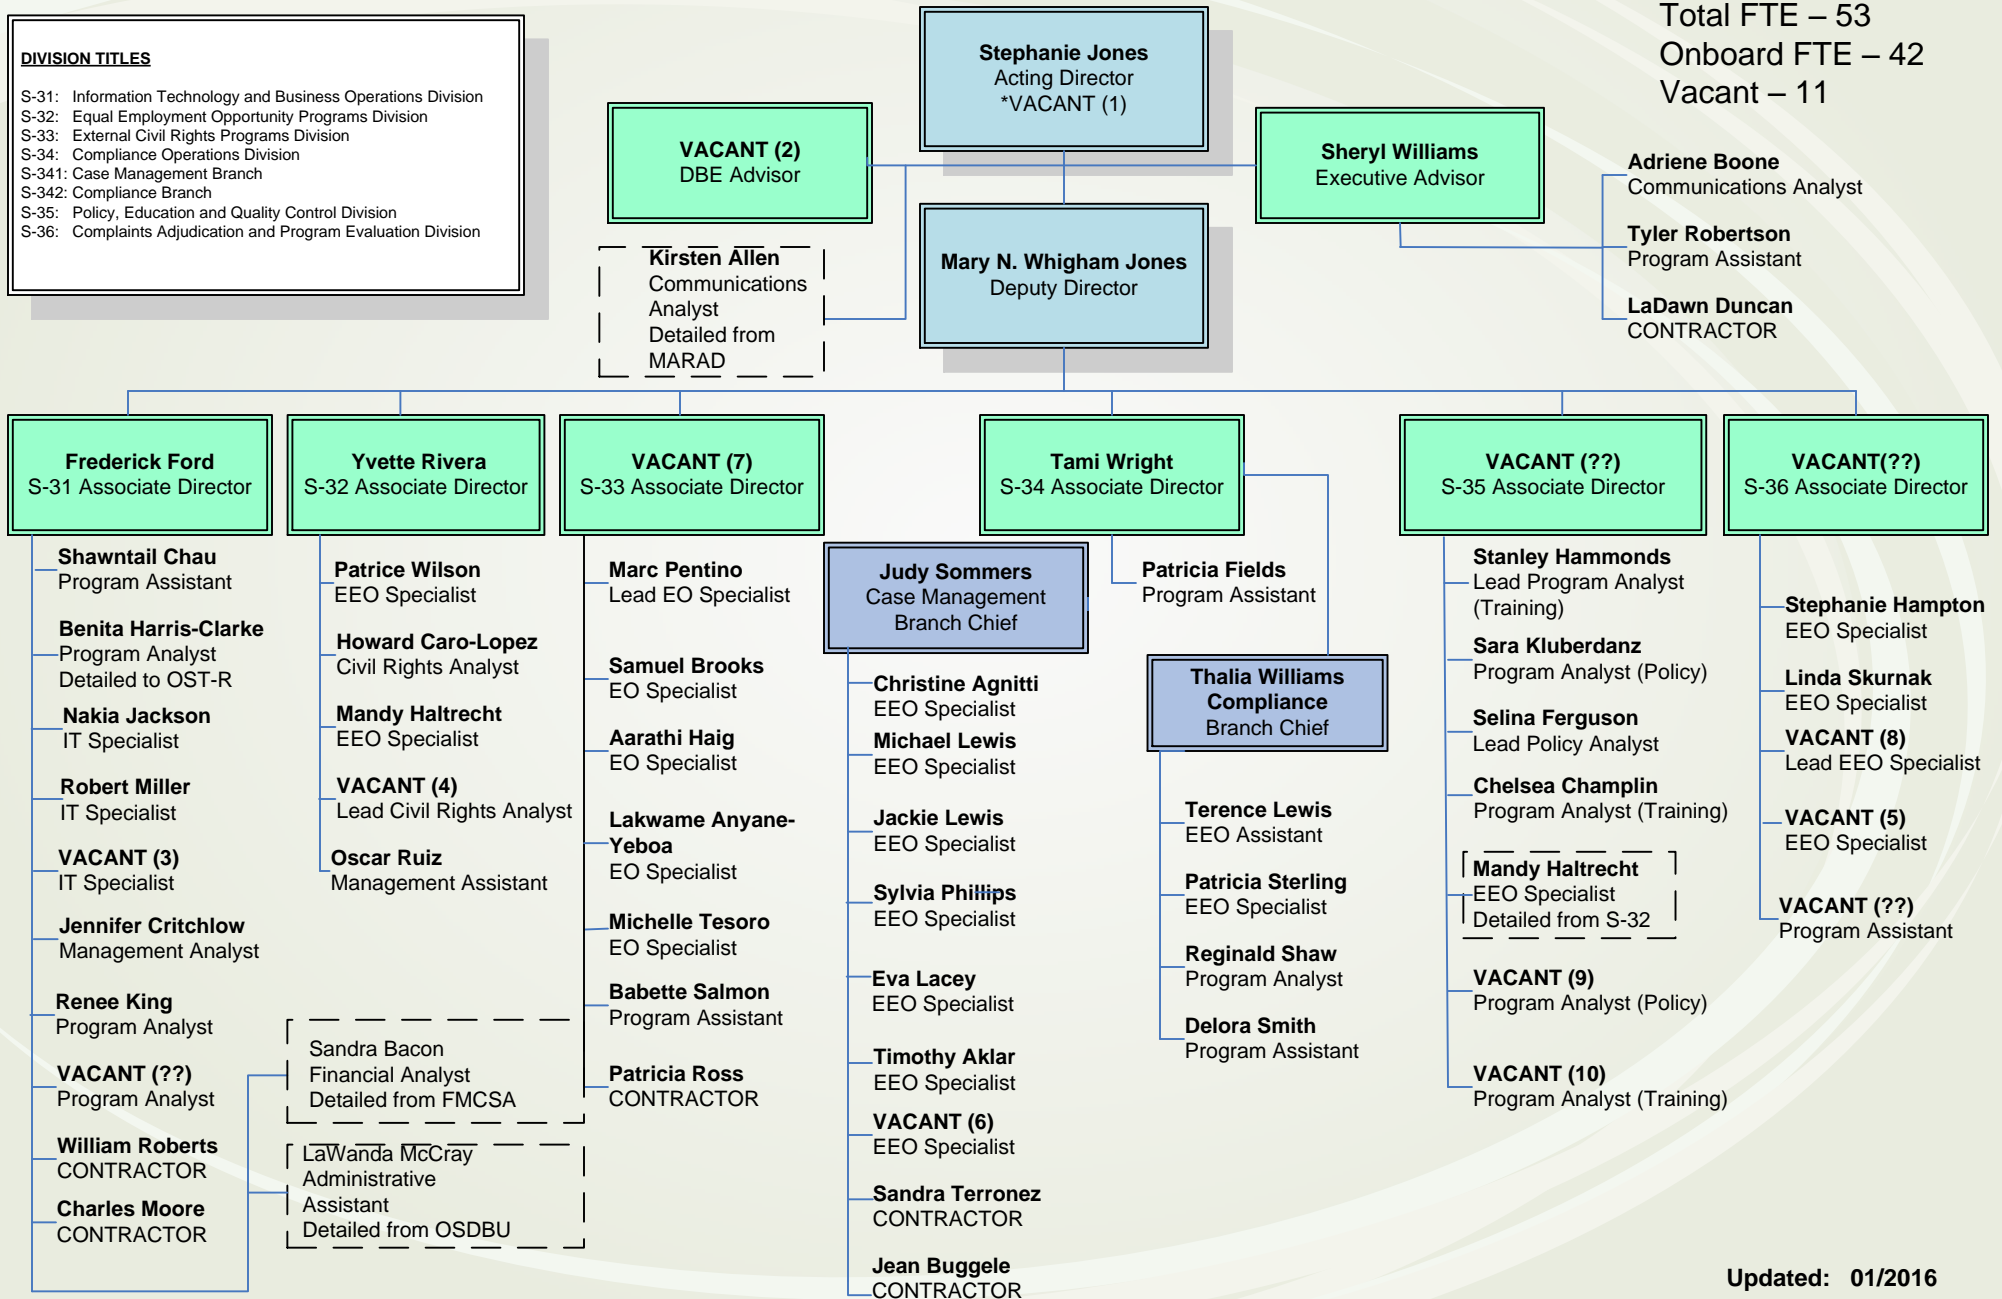 DIVISION TITLES
S-31: Information Technology and Business Operations Division
S-32: Equal Employment Opportunity Programs Division
S-33: External Civil Rights Programs Division
S-34: Compliance Operations Division
S-341: Case Management Branch
S-342: Compliance Branch
S-35: Policy, Education and Quality Control Division
S-36: Complaints Adjudication and Program Evaluation Division
Stephanie Jones
Acting Director
*VACANT (1)
Total FTE – 53
Onboard FTE – 42
Vacant – 11
VACANT (2)
DBE Advisor
Sheryl Williams
Executive Advisor
Adriene Boone
Communications Analyst
Tyler Robertson
Program Assistant
LaDawn Duncan
CONTRACTOR
Kirsten Allen
Communications
Analyst
Detailed from
MARAD
Mary N. Whigham Jones
Deputy Director
Frederick Ford
S-31 Associate Director
Shawntail Chau
Program Assistant
Benita Harris-Clarke
Program Analyst
Detailed to OST-R
Nakia Jackson
IT Specialist
Robert Miller
IT Specialist
VACANT (3)
IT Specialist
Jennifer Critchlow
Management Analyst
Renee King
Program Analyst
VACANT (??)
Program Analyst
William Roberts
CONTRACTOR
Charles Moore
CONTRACTOR
Sandra Bacon
Financial Analyst
Detailed from FMCSA
LaWanda McCray
Administrative
Assistant
Detailed from OSDBU
Yvette Rivera
S-32 Associate Director
Patrice Wilson
EEO Specialist
Howard Caro-Lopez
Civil Rights Analyst
Mandy Haltrecht
EEO Specialist
VACANT (4)
Lead Civil Rights Analyst
Oscar Ruiz
Management Assistant
VACANT (7)
S-33 Associate Director
Marc Pentino
Lead EO Specialist
Samuel Brooks
EO Specialist
Aarathi Haig
EO Specialist
Lakwame Anyane-
Yeboa
EO Specialist
Michelle Tesoro
EO Specialist
Babette Salmon
Program Assistant
Patricia Ross
CONTRACTOR
Tami Wright
S-34 Associate Director
Patricia Fields
Program Assistant
Judy Sommers
Case Management
Branch Chief
Christine Agnitti
EEO Specialist
Michael Lewis
EEO Specialist
Jackie Lewis
EEO Specialist
Sylvia Phillips
EEO Specialist
Eva Lacey
EEO Specialist
Timothy Aklar
EEO Specialist
VACANT (6)
EEO Specialist
Sandra Terronez
CONTRACTOR
Jean Buggele
CONTRACTOR
Thalia Williams
Compliance
Branch Chief
Terence Lewis
EEO Assistant
Patricia Sterling
EEO Specialist
Reginald Shaw
Program Analyst
Delora Smith
Program Assistant
VACANT (??)
S-35 Associate Director
Stanley Hammonds
Lead Program Analyst
(Training)
Sara Kluberdanz
Program Analyst (Policy)
Selina Ferguson
Lead Policy Analyst
Chelsea Champlin
Program Analyst (Training)
Mandy Haltrecht
EEO Specialist
Detailed from S-32
VACANT (9)
Program Analyst (Policy)
VACANT (10)
Program Analyst (Training)
VACANT(??)
S-36 Associate Director
Stephanie Hampton
EEO Specialist
Linda Skurnak
EEO Specialist
VACANT (8)
Lead EEO Specialist
VACANT (5)
EEO Specialist
VACANT (??)
Program Assistant
Updated: 01/2016